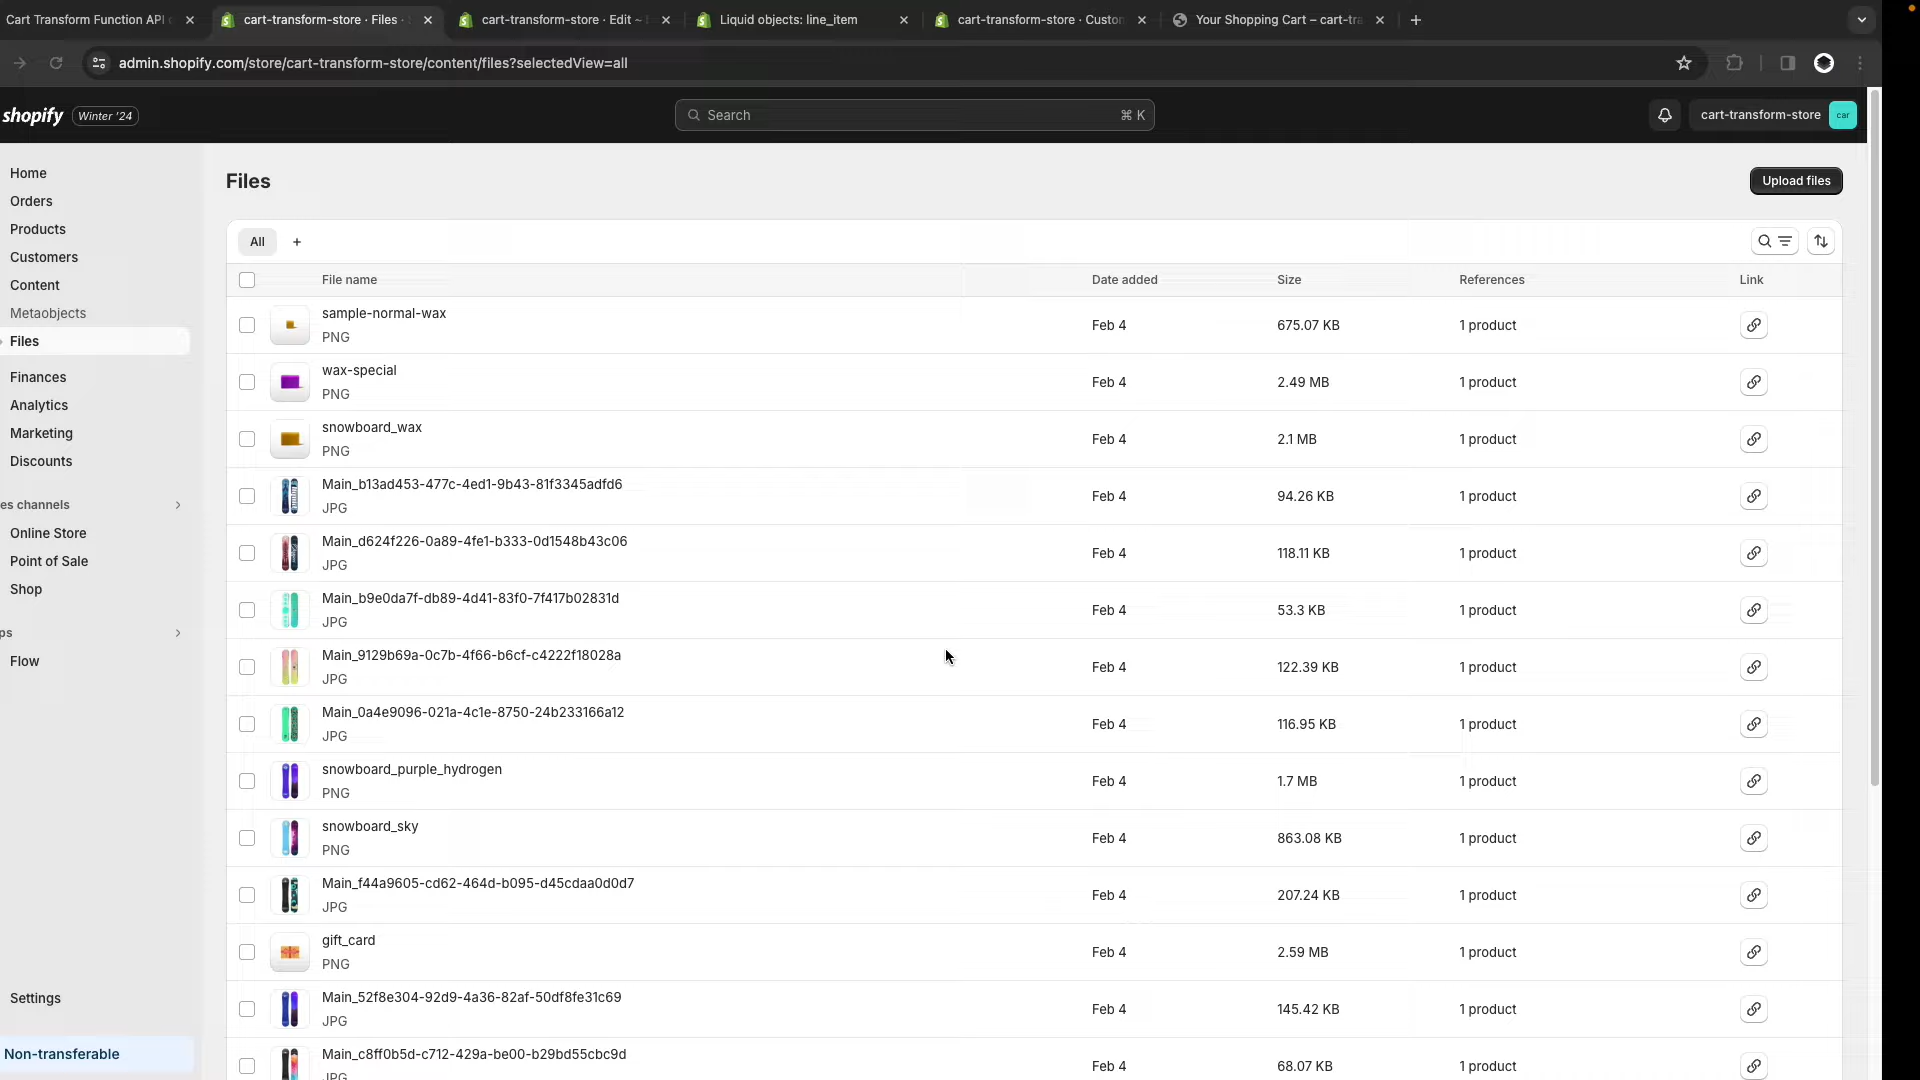 Cart Transform Function API
cart-transform-store · Files ·
cart-transform-store · Edit ~
Liquid objects: line_item
cart-transform-store · Custom
Your Shopping Cart – cart-tra
admin.shopify.com/store/cart-transform-store/content/files?selectedView=all
shopify
Winter '24
Search
⌘ K
cart-transform-store
car
Home
Orders
Products
Customers
Content
Metaobjects
Files
Finances
Analytics
Marketing
Discounts
es channels
Online Store
Point of Sale
Shop
ps
Flow
Settings
Non-transferable
Files
Upload files
All
+
File name Date added Size References Link
sample-normal-wax
PNG
Feb 4 675.07 KB 1 product
wax-special
PNG
Feb 4 2.49 MB 1 product
snowboard_wax
PNG
Feb 4 2.1 MB 1 product
Main_b13ad453-477c-4ed1-9b43-81f3345adfd6
JPG
Feb 4 94.26 KB 1 product
Main_d624f226-0a89-4fe1-b333-0d1548b43c06
JPG
Feb 4 118.11 KB 1 product
Main_b9e0da7f-db89-4d41-83f0-7f417b02831d
JPG
Feb 4 53.3 KB 1 product
Main_9129b69a-0c7b-4f66-b6cf-c4222f18028a
JPG
Feb 4 122.39 KB 1 product
Main_0a4e9096-021a-4c1e-8750-24b233166a12
JPG
Feb 4 116.95 KB 1 product
snowboard_purple_hydrogen
PNG
Feb 4 1.7 MB 1 product
snowboard_sky
PNG
Feb 4 863.08 KB 1 product
Main_f44a9605-cd62-464d-b095-d45cdaa0d0d7
JPG
Feb 4 207.24 KB 1 product
gift_card
PNG
Feb 4 2.59 MB 1 product
Main_52f8e304-92d9-4a36-82af-50df8fe31c69
JPG
Feb 4 145.42 KB 1 product
Main_c8ff0b5d-c712-429a-be00-b29bd55cbc9d
JPG
Feb 4 68.07 KB 1 product